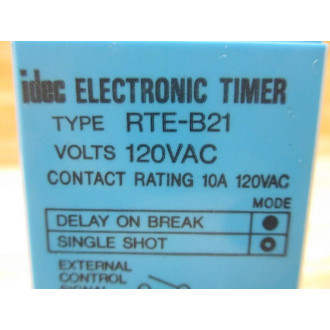 idec ELECTRONIC TIMER
TYPE RTE-B21
VOLTS 120VAC
CONTACT RATING 10A 120VAC
MODE
DELAY ON BREAK
SINGLE SHOT
EXTERNAL
CONTROL
SIGNAL